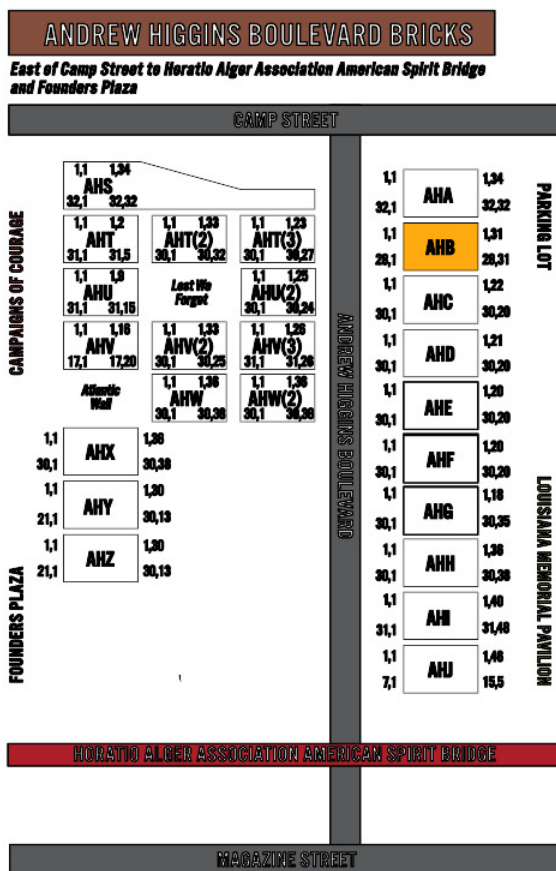 ANDREW HIGGINS BOULEVARD BRICKS
East of Camp Street to Horatio Alger Association American Spirit Bridge
and Founders Plaza
CAMP STREET
1,1 1,34
AHS
32,1 32,32
1,1 1,2
AHT
31,1 31,5
1,1 1,33
AHT(2)
30,1 30,32
1,1 1,23
AHT(3)
30,1 30,27
1,1 1,9
AHU
31,1 31,15
Lest We
Forget
1,1 1,25
AHU(2)
30,1 30,24
1,1 1,16
AHV
17,1 17,20
1,1 1,33
AHV(2)
30,1 30,25
1,1 1,26
AHV(3)
31,1 31,26
Atlantic
Wall
1,1 1,36
AHW
30,1 30,36
1,1 1,36
AHW(2)
30,1 30,36
1,1 1,36
AHX
30,1 30,38
1,1 1,30
AHY
21,1 30,13
1,1 1,30
AHZ
21,1 30,13
CAMPAIGNS OF COURAGE
FOUNDERS PLAZA
ANDREW HIGGINS BOULEVARD
1,1 1,34
AHA
32,1 32,32
1,1 1,31
AHB
28,1 28,31
1,1 1,22
AHC
30,1 30,20
1,1 1,21
AHD
30,1 30,20
1,1 1,20
AHE
30,1 30,20
1,1 1,20
AHF
30,1 30,20
1,1 1,18
AHG
30,1 30,35
1,1 1,36
AHH
30,1 30,36
1,1 1,40
AHI
31,1 31,48
1,1 1,46
AHJ
7,1 15,5
PARKING LOT
LOUISIANA MEMORIAL PAVILION
HORATIO ALGER ASSOCIATION AMERICAN SPIRIT BRIDGE
MAGAZINE STREET